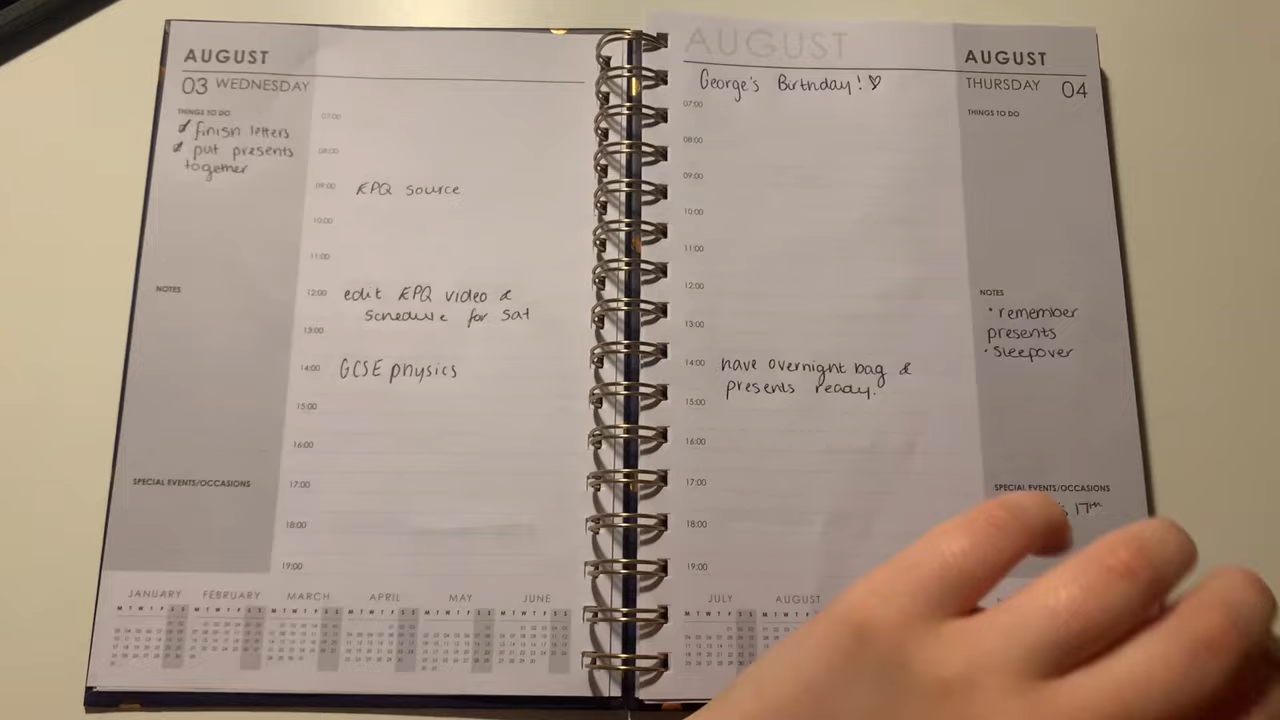 AUGUST
03 WEDNESDAY
THINGS TO DO
finish letters
put presents
together
NOTES
SPECIAL EVENTS/OCCASIONS
07:00
08:00
09:00 EPQ source
10:00
11:00
12:00 edit EPQ video &
schedule for sat
13:00
14:00 GCSE physics
15:00
16:00
17:00
18:00
19:00
JANUARY FEBRUARY MARCH APRIL MAY JUNE
AUGUST
George's Birthday! ♡
07:00
08:00
09:00
10:00
11:00
12:00
13:00
14:00 have overnight bag &
presents ready.
15:00
16:00
17:00
18:00
19:00
JULY AUGUST
AUGUST
THURSDAY 04
THINGS TO DO
NOTES
• remember
presents
• sleepover
SPECIAL EVENTS/OCCASIONS
17th